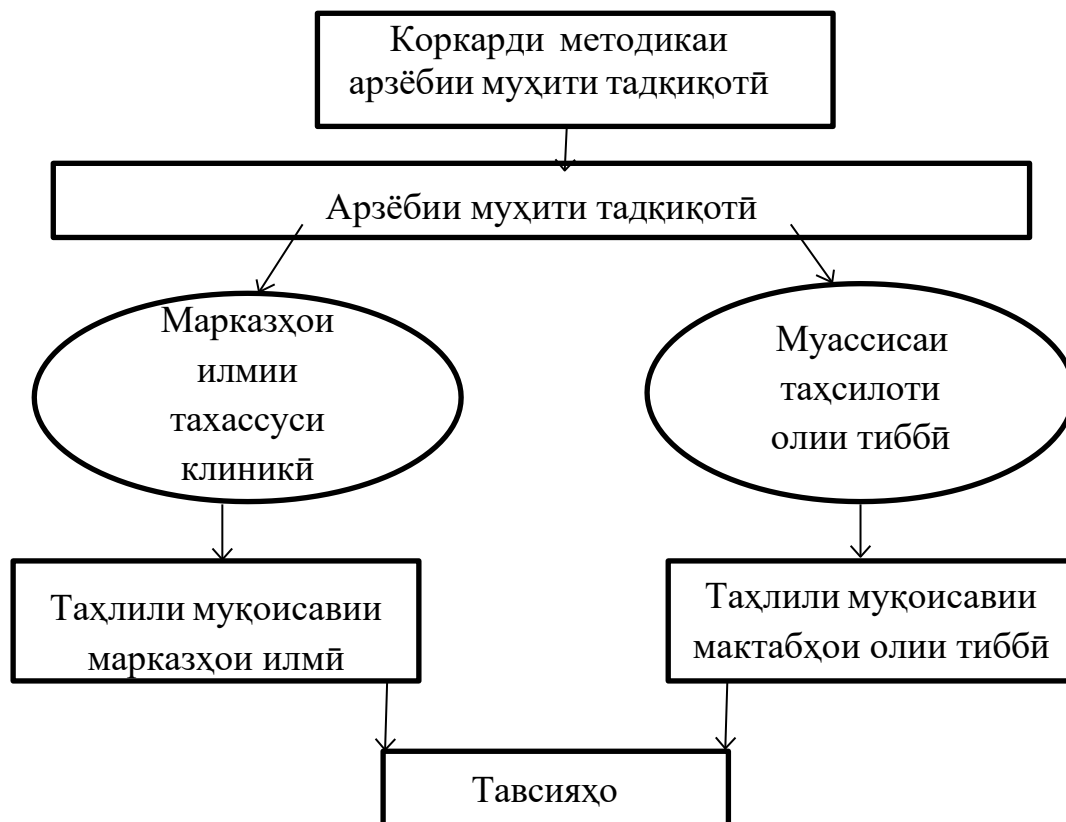 Коркарди методикаи
арзёбии муҳити тадқиқотӣ
Арзёбии муҳити тадқиқотӣ
Марказҳои
илмии
тахассуси
клиникӣ
Муассисаи
таҳсилоти
олии тиббӣ
Таҳлили муқоисавии
марказҳои илмӣ
Таҳлили муқоисавии
мактабҳои олии тиббӣ
Тавсияҳо